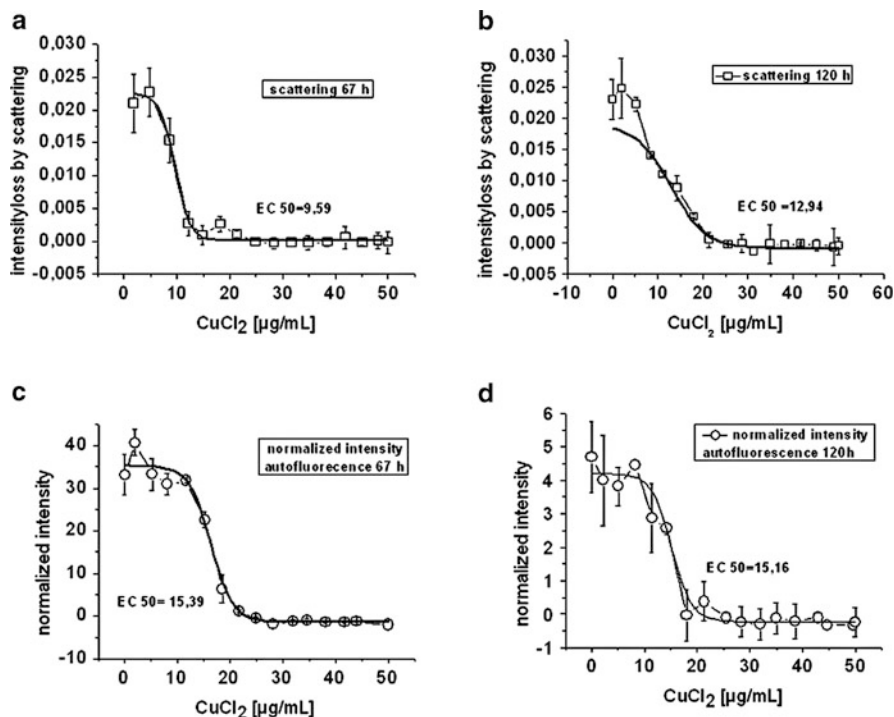 a
0,030
0,025
0,020
0,015
0,010
0,005
0,000
-0,005
intensityloss by scattering
scattering 67 h
EC 50=9,59
0 10 20 30 40 50
CuCl2 [µg/mL]
b
0,030
0,025
0,020
0,015
0,010
0,005
0,000
-0,005
intensityloss by scattering
scattering 120 h
EC 50 =12,94
-10 0 10 20 30 40 50 60
CuCl2 [µg/mL]
c
40
30
20
10
0
-10
normalized intensity
normalized intensity
autofluorecence 67 h
EC 50= 15,39
0 10 20 30 40 50
CuCl2 [µg/mL]
d
6
5
4
3
2
1
0
-1
normalized intensity
normalized intensity
autofluorescence 120h
EC 50=15,16
0 10 20 30 40 50
CuCl2 [µg/mL]